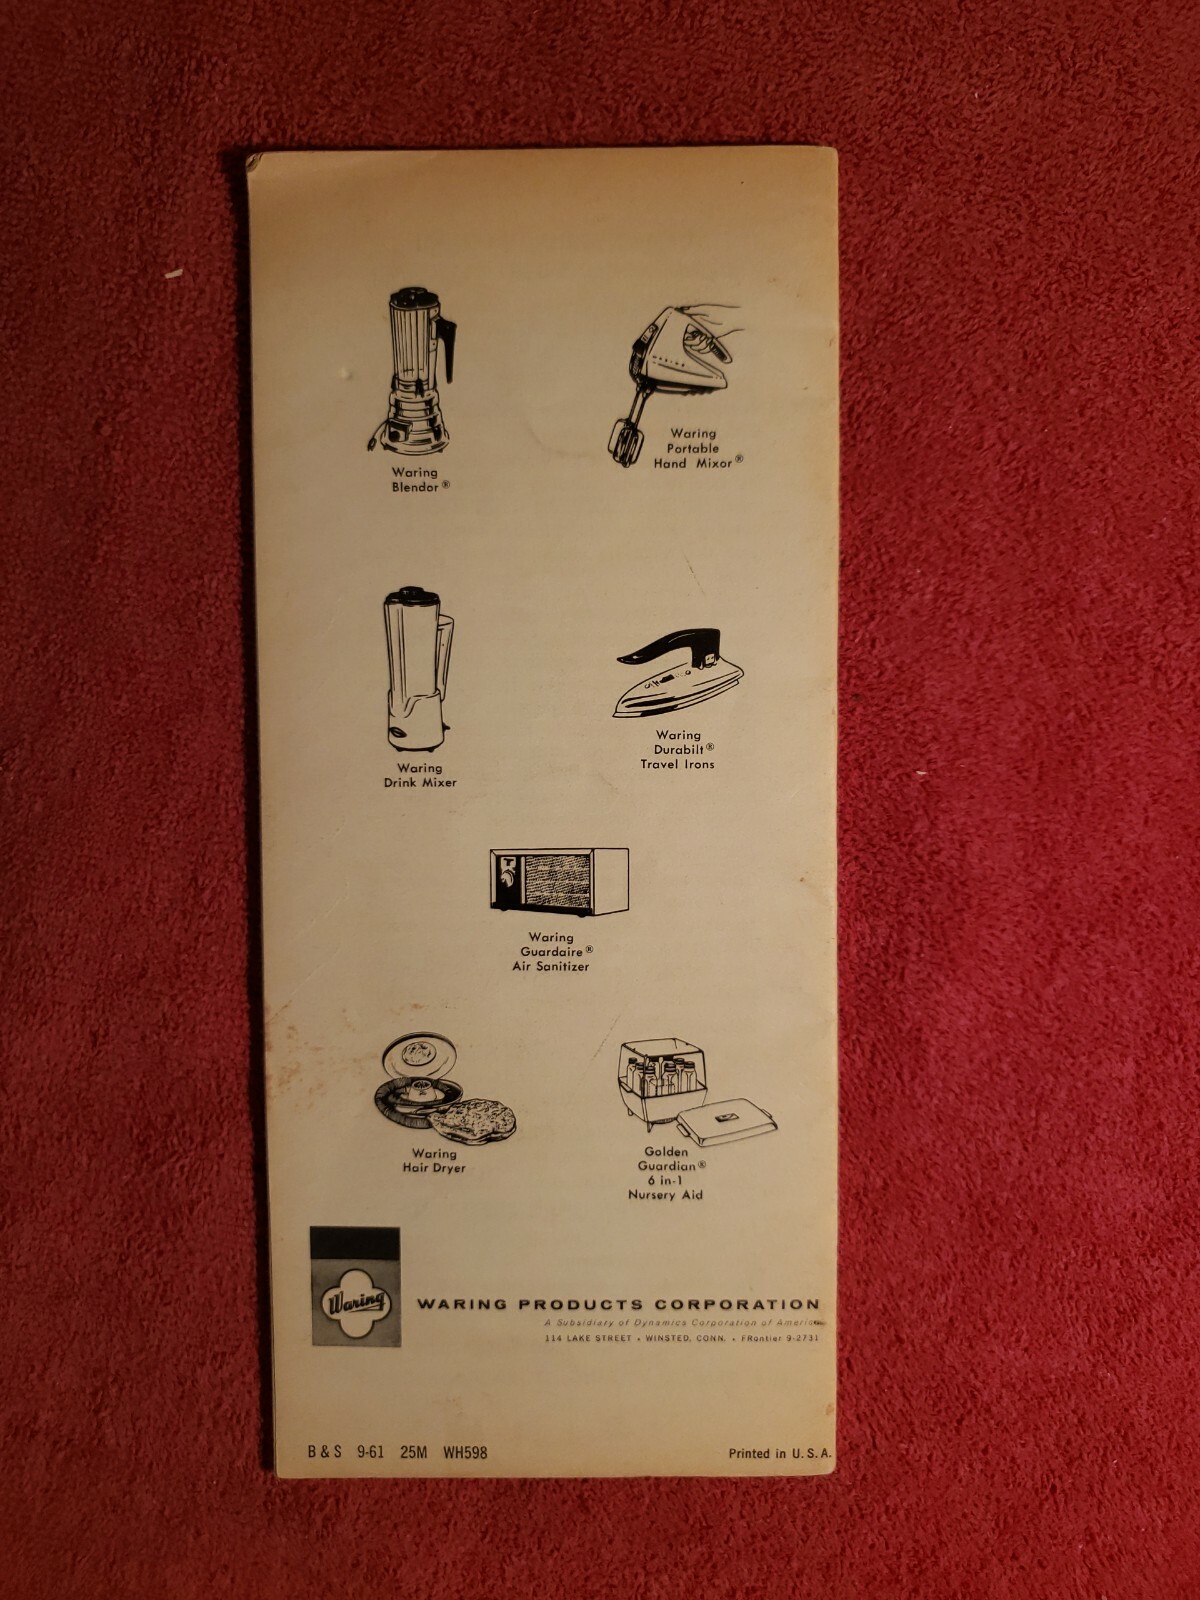 Waring
Blendor®
WARING
Waring
Portable
Hand Mixor®
Waring
Drink Mixer
Waring
Durabilt®
Travel Irons
Waring
Guardaire®
Air Sanitizer
Waring
Hair Dryer
Golden
Guardian®
6 in-1
Nursery Aid
Waring
WARING PRODUCTS CORPORATION
A Subsidiary of Dynamics Corporation of America
114 LAKE STREET • WINSTED, CONN. • FRontier 9-2731
B & S 9-61 25M WH598
Printed in U. S. A.